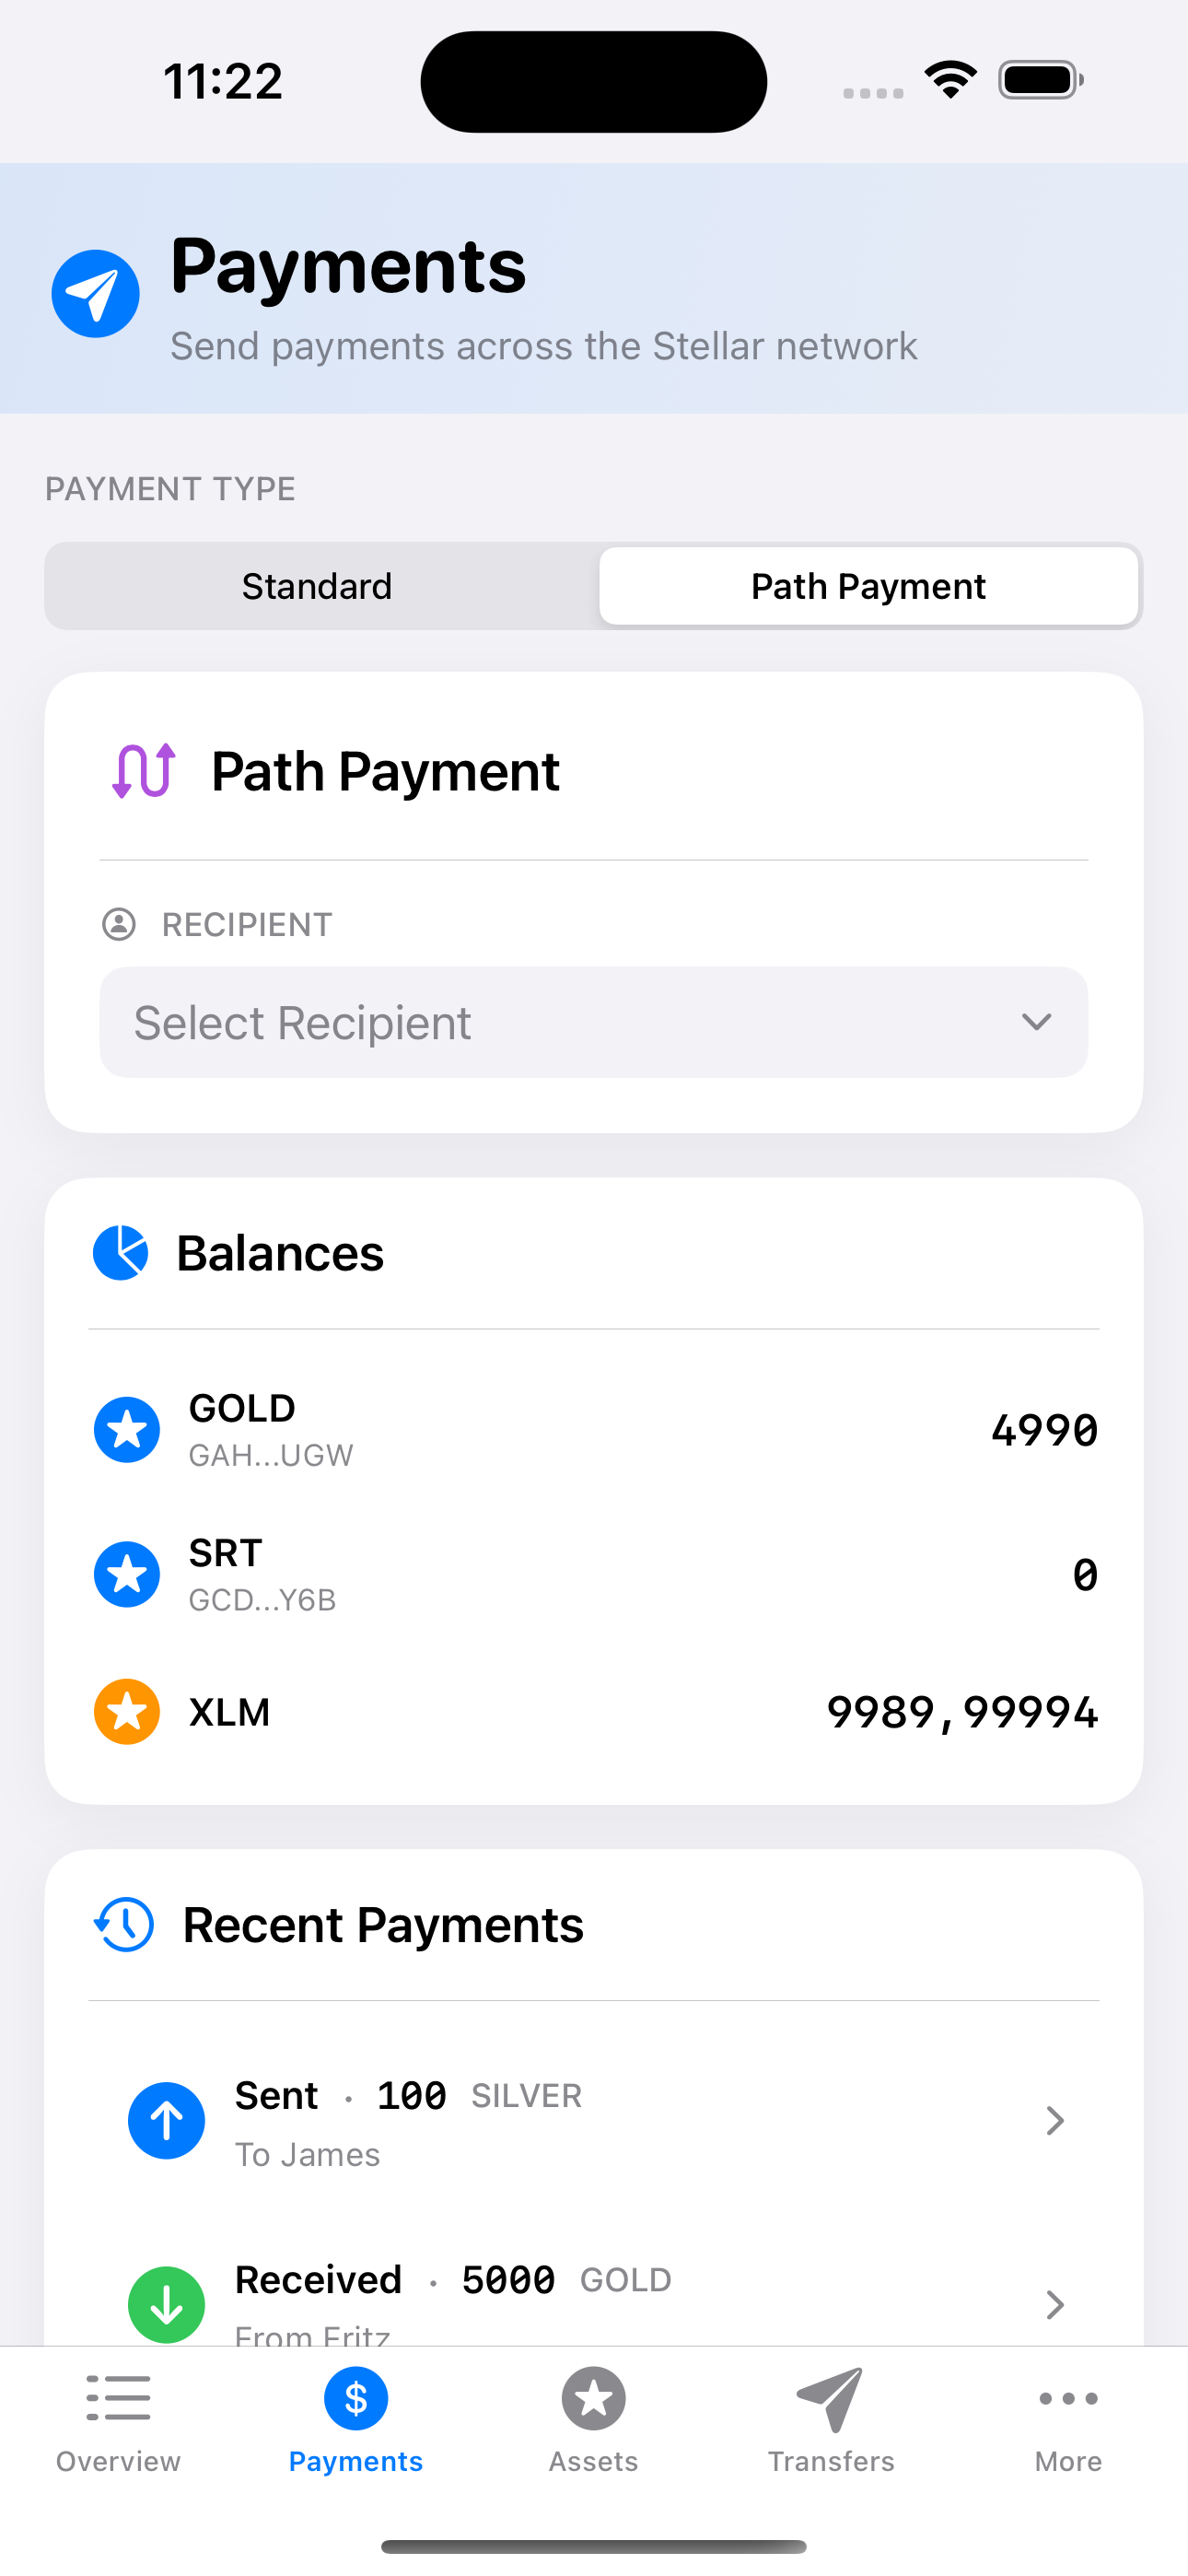 11:22
Payments
Send payments across the Stellar network
PAYMENT TYPE
Standard
Path Payment
Path Payment
RECIPIENT
Select Recipient
Balances
GOLD
4990
GAH...UGW
SRT
0
GCD...Y6B
XLM
9989,99994
Recent Payments
Sent · 100 SILVER
To James
Received · 5000 GOLD
From Fritz
Overview
Payments
Assets
Transfers
More